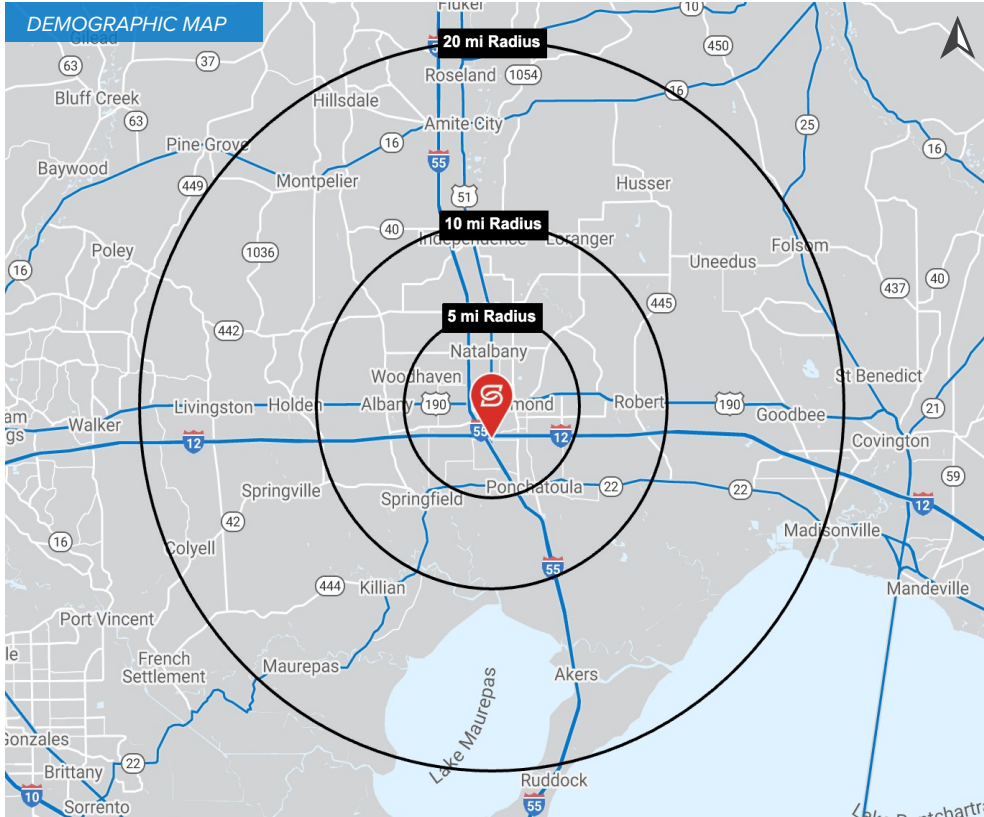 DEMOGRAPHIC MAP
Fluker
10
Gilead
20 mi Radius
450
37
63
Roseland
1054
Bluff Creek
Hillsdale
16
63
Amite City
25
Pine Grove
16
55
16
Baywood
Montpelier
449
51
Husser
10 mi Radius
40
Independence
Loranger
Folsom
Poley
1036
Uneedus
16
40
437
445
5 mi Radius
442
Natalbany
Woodhaven
St Benedict
Livingston
Holden
Albany
190
Robert
190
Goodbee
21
Walker
12
55
12
Covington
Springville
Springfield
Ponchatoula
22
22
59
12
42
Madisonville
16
Colyell
55
444
Killian
Mandeville
Port Vincent
French
Settlement
Maurepas
Akers
Lake Maurepas
Gonzales
22
Brittany
Ruddock
10
Sorrento
55